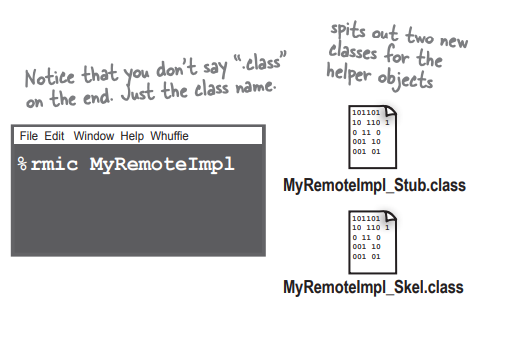 Notice that you don't say ".class"
on the end. Just the class name.
spits out two new
classes for the
helper objects
File Edit Window Help Whuffie
% rmic MyRemoteImpl
101101
10 110 1
0 11 0
001 10
001 01
MyRemoteImpl_Stub.class
101101
10 110 1
0 11 0
001 10
001 01
MyRemoteImpl_Skel.class